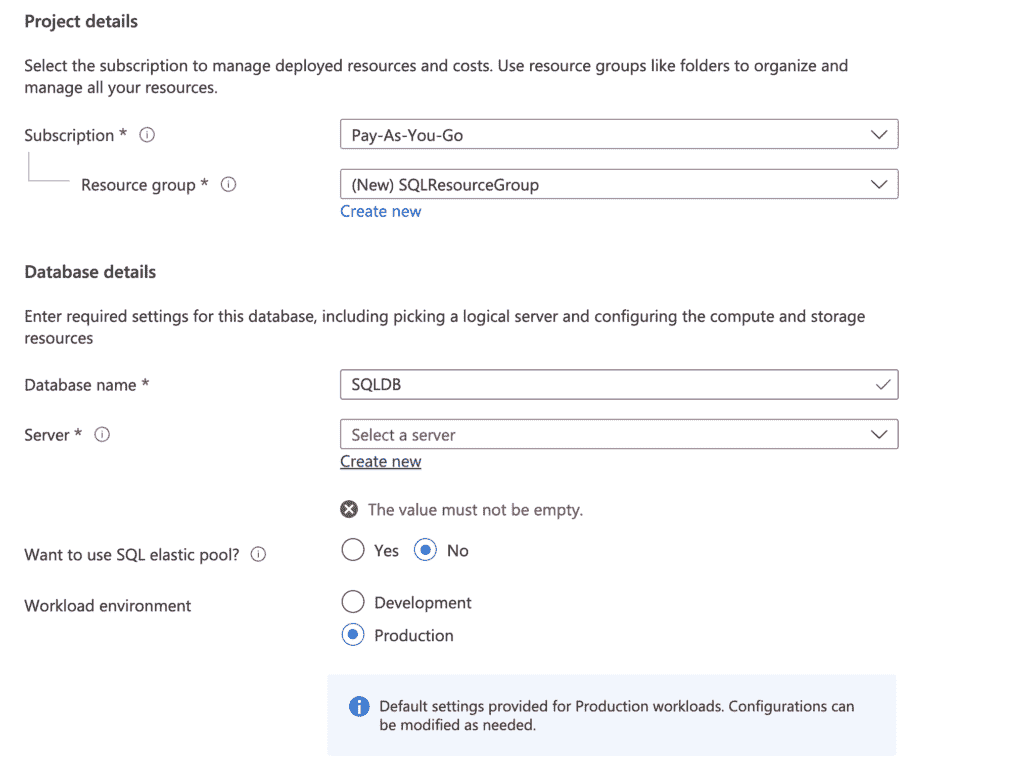 Project details
Select the subscription to manage deployed resources and costs. Use resource groups like folders to organize and
manage all your resources.
Subscription *
Pay-As-You-Go
Resource group *
(New) SQLResourceGroup
Create new
Database details
Enter required settings for this database, including picking a logical server and configuring the compute and storage
resources
Database name *
SQLDB
Server *
Select a server
Create new
The value must not be empty.
Want to use SQL elastic pool?
Yes
No
Workload environment
Development
Production
Default settings provided for Production workloads. Configurations can
be modified as needed.